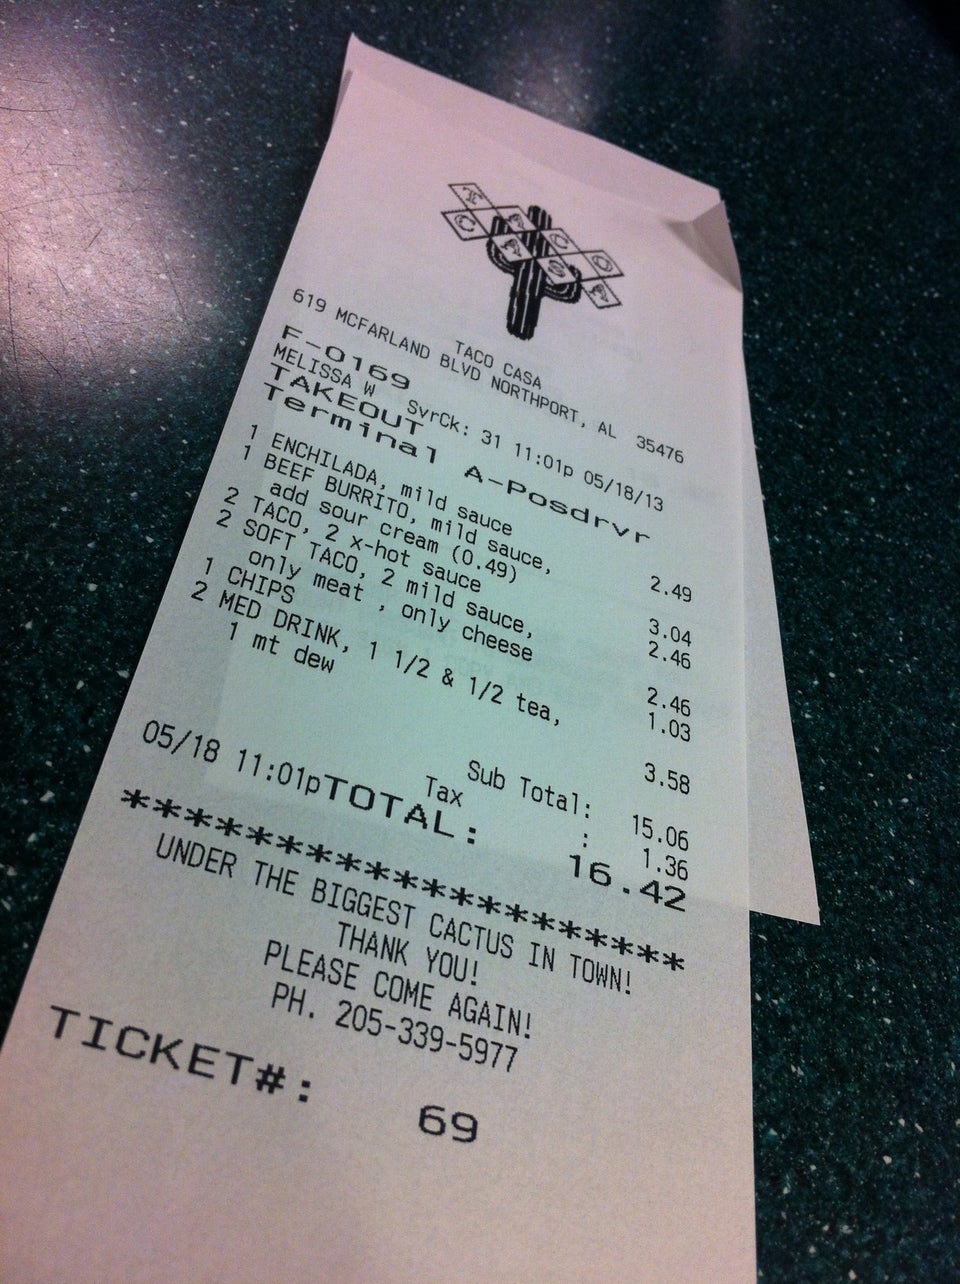 T A C O
C A S A
TACO CASA
619 MCFARLAND BLVD NORTHPORT, AL 35476
F-0169
MELISSA W SvrCk: 31 11:01p 05/18/13
TAKEOUT
Terminal A-Posdrvr
1 ENCHILADA, mild sauce 2.49
1 BEEF BURRITO, mild sauce,
add sour cream (0.49) 3.04
2 TACO, 2 x-hot sauce 2.46
2 SOFT TACO, 2 mild sauce,
only meat , only cheese 2.46
1 CHIPS 1.03
2 MED DRINK, 1 1/2 & 1/2 tea,
1 mt dew 3.58
Sub Total: 15.06
Tax : 1.36
05/18 11:01pTOTAL: 16.42
********************
UNDER THE BIGGEST CACTUS IN TOWN!
THANK YOU!
PLEASE COME AGAIN!
PH. 205-339-5977
TICKET#: 69